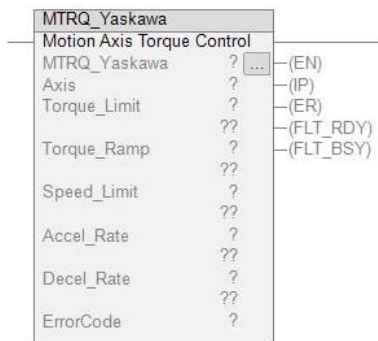 MTRQ_Yaskawa
Motion Axis Torque Control
MTRQ_Yaskawa ? ... (EN)
Axis ? (IP)
Torque_Limit ? (ER)
?? (FLT_RDY)
Torque_Ramp ? (FLT_BSY)
??
Speed_Limit ?
??
Accel_Rate ?
??
Decel_Rate ?
??
ErrorCode ?